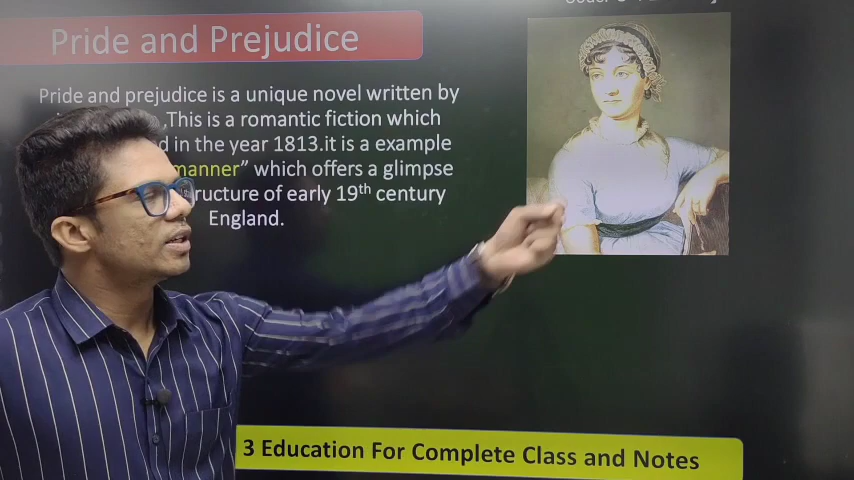 Pride and Prejudice
Pride and prejudice is a unique novel written by
,This is a romantic fiction which
d in the year 1813.it is a example
manner” which offers a glimpse
ructure of early 19th century
England.
3 Education For Complete Class and Notes